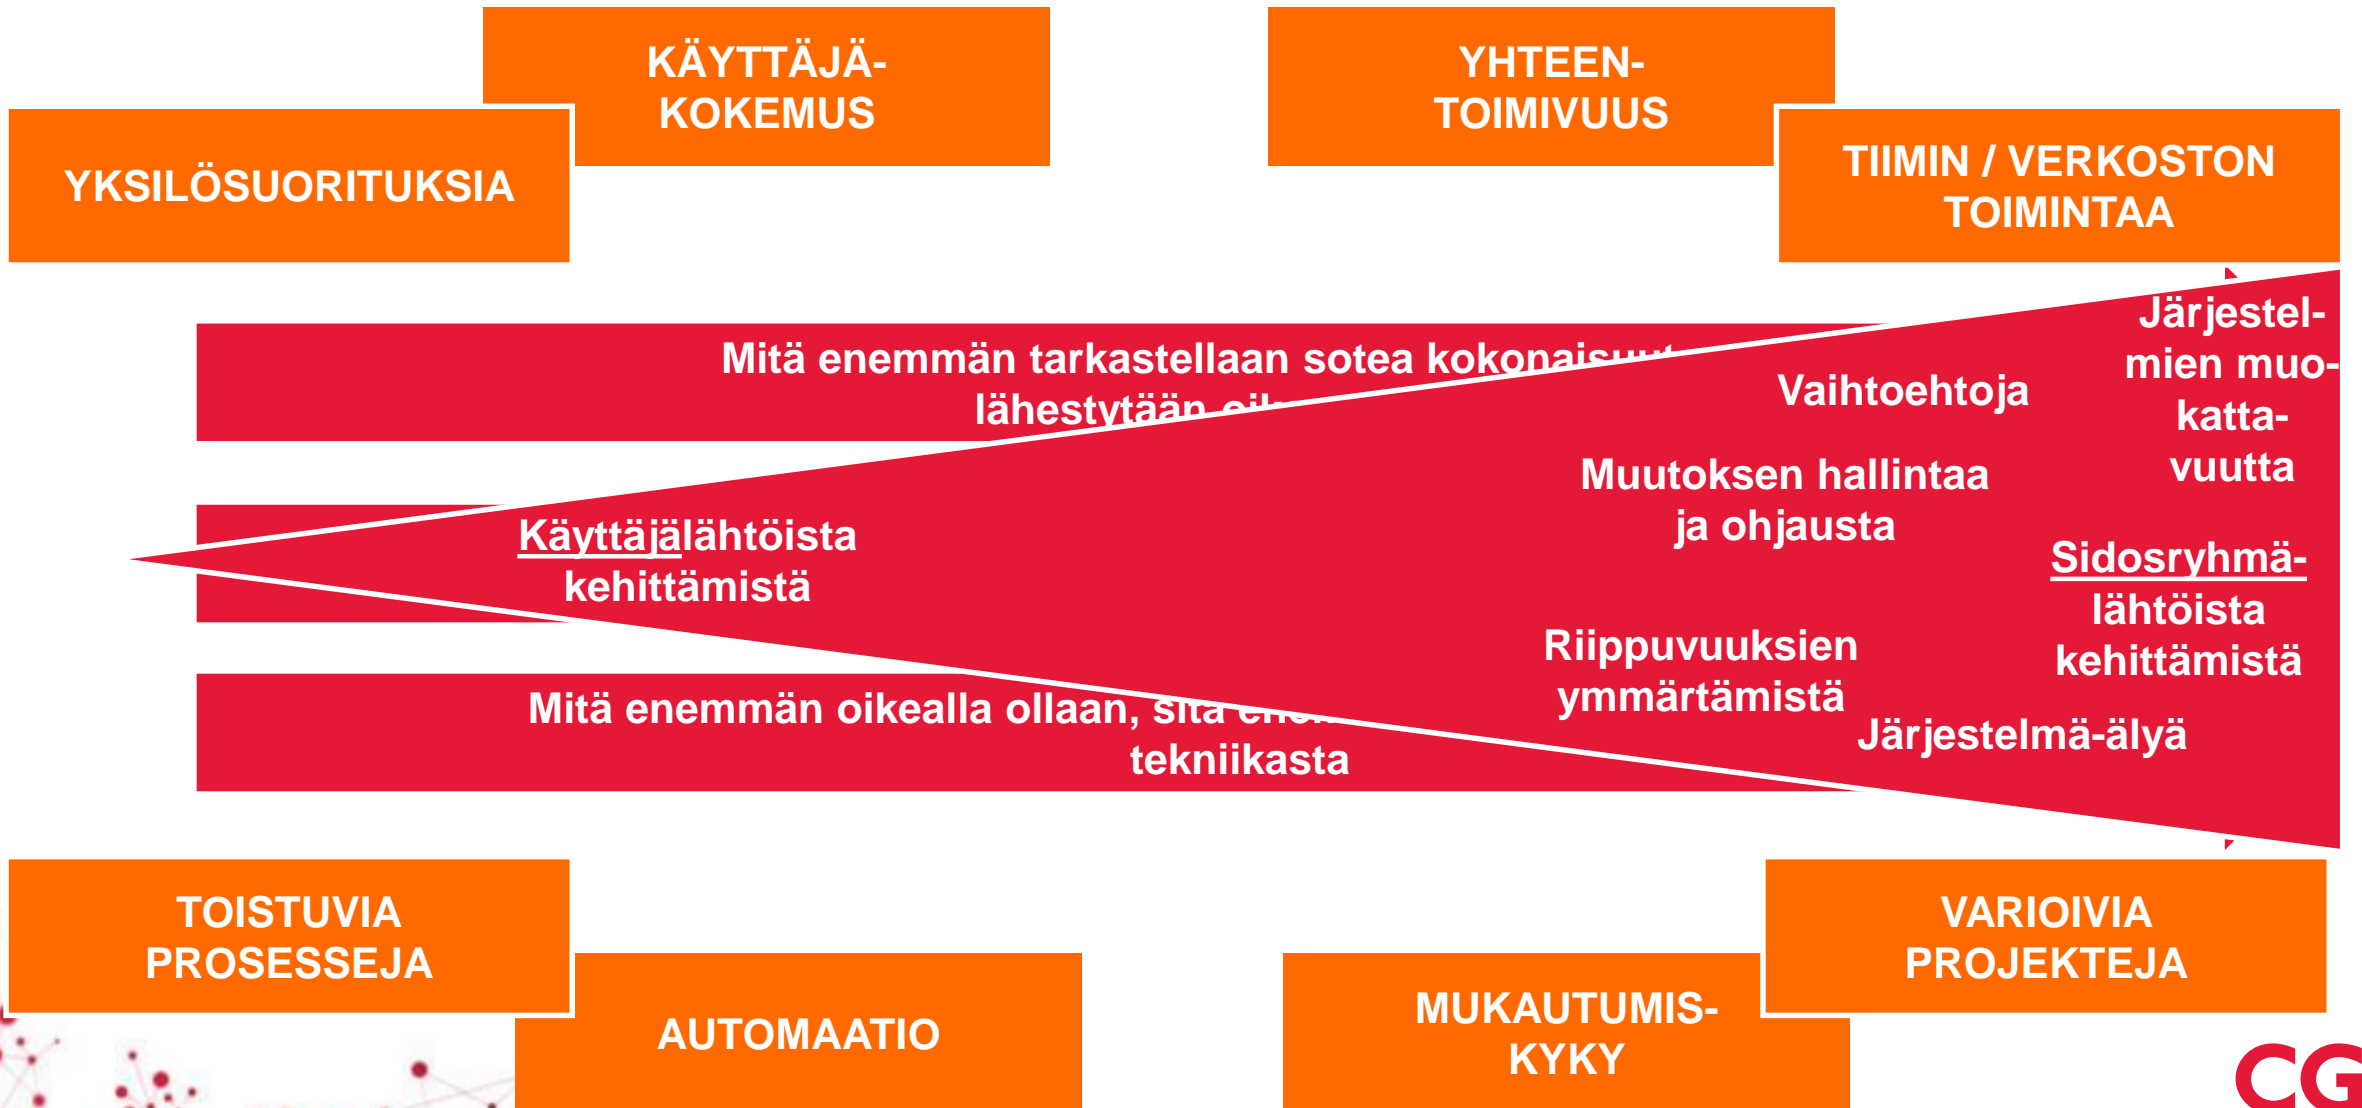 KÄYTTÄJÄ-
KOKEMUS
YHTEEN-
TOIMIVUUS
YKSILÖSUORITUKSIA
TIIMIN / VERKOSTON
TOIMINTAA
Mitä enemmän tarkastellaan sotea
lähestytään
Järjestel-
mien muo-
katta-
vuutta
Vaihtoehtoja
Muutoksen hallintaa
ja ohjausta
Käyttäjälähtöista
kehittämistä
Sidosryhmä-
lähtöista
kehittämistä
Riippuvuuksien
ymmärtämistä
Järjestelmä-älyä
Mitä enemmän oikealla ollaan, sitä
tekniikasta
TOISTUVIA
PROSESSEJA
VARIOIVIA
PROJEKTEJA
AUTOMAATIO
MUKAUTUMIS-
KYKY
CG